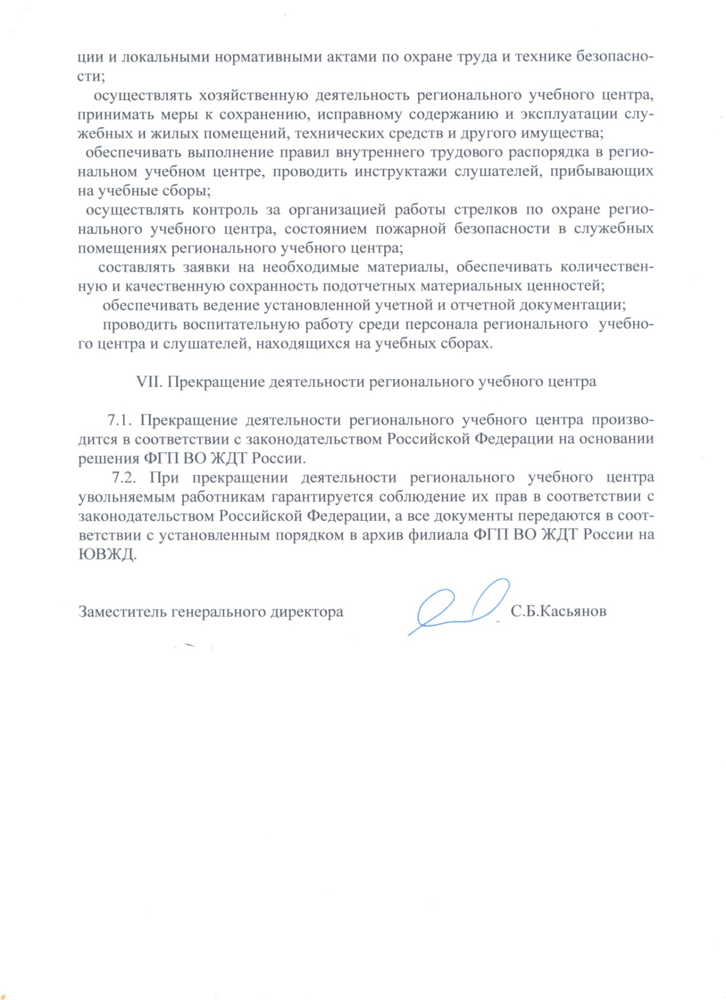 ции и локальными нормативными актами по охране труда и технике безопасно-
сти;
осуществлять хозяйственную деятельность регионального учебного центра,
принимать меры к сохранению, исправному содержанию и эксплуатации слу-
жебных и жилых помещений, технических средств и другого имущества;
обеспечивать выполнение правил внутреннего трудового распорядка в регио-
нальном учебном центре, проводить инструктажи слушателей, прибывающих
на учебные сборы;
осуществлять контроль за организацией работы стрелков по охране регио-
нального учебного центра, состоянием пожарной безопасности в служебных
помещениях регионального учебного центра;
составлять заявки на необходимые материалы, обеспечивать количествен-
ную и качественную сохранность подотчетных материальных ценностей;
обеспечивать ведение установленной учетной и отчетной документации;
проводить воспитательную работу среди персонала регионального учебно-
го центра и слушателей, находящихся на учебных сборах.
VII. Прекращение деятельности регионального учебного центра
7.1. Прекращение деятельности регионального учебного центра произво-
дится в соответствии с законодательством Российской Федерации на основании
решения ФГП ВО ЖДТ России.
7.2. При прекращении деятельности регионального учебного центра
увольняемым работникам гарантируется соблюдение их прав в соответствии с
законодательством Российской Федерации, а все документы передаются в соот-
ветствии с установленным порядком в архив филиала ФГП ВО ЖДТ России на
ЮВЖД.
Заместитель генерального директора С.Б.Касьянов